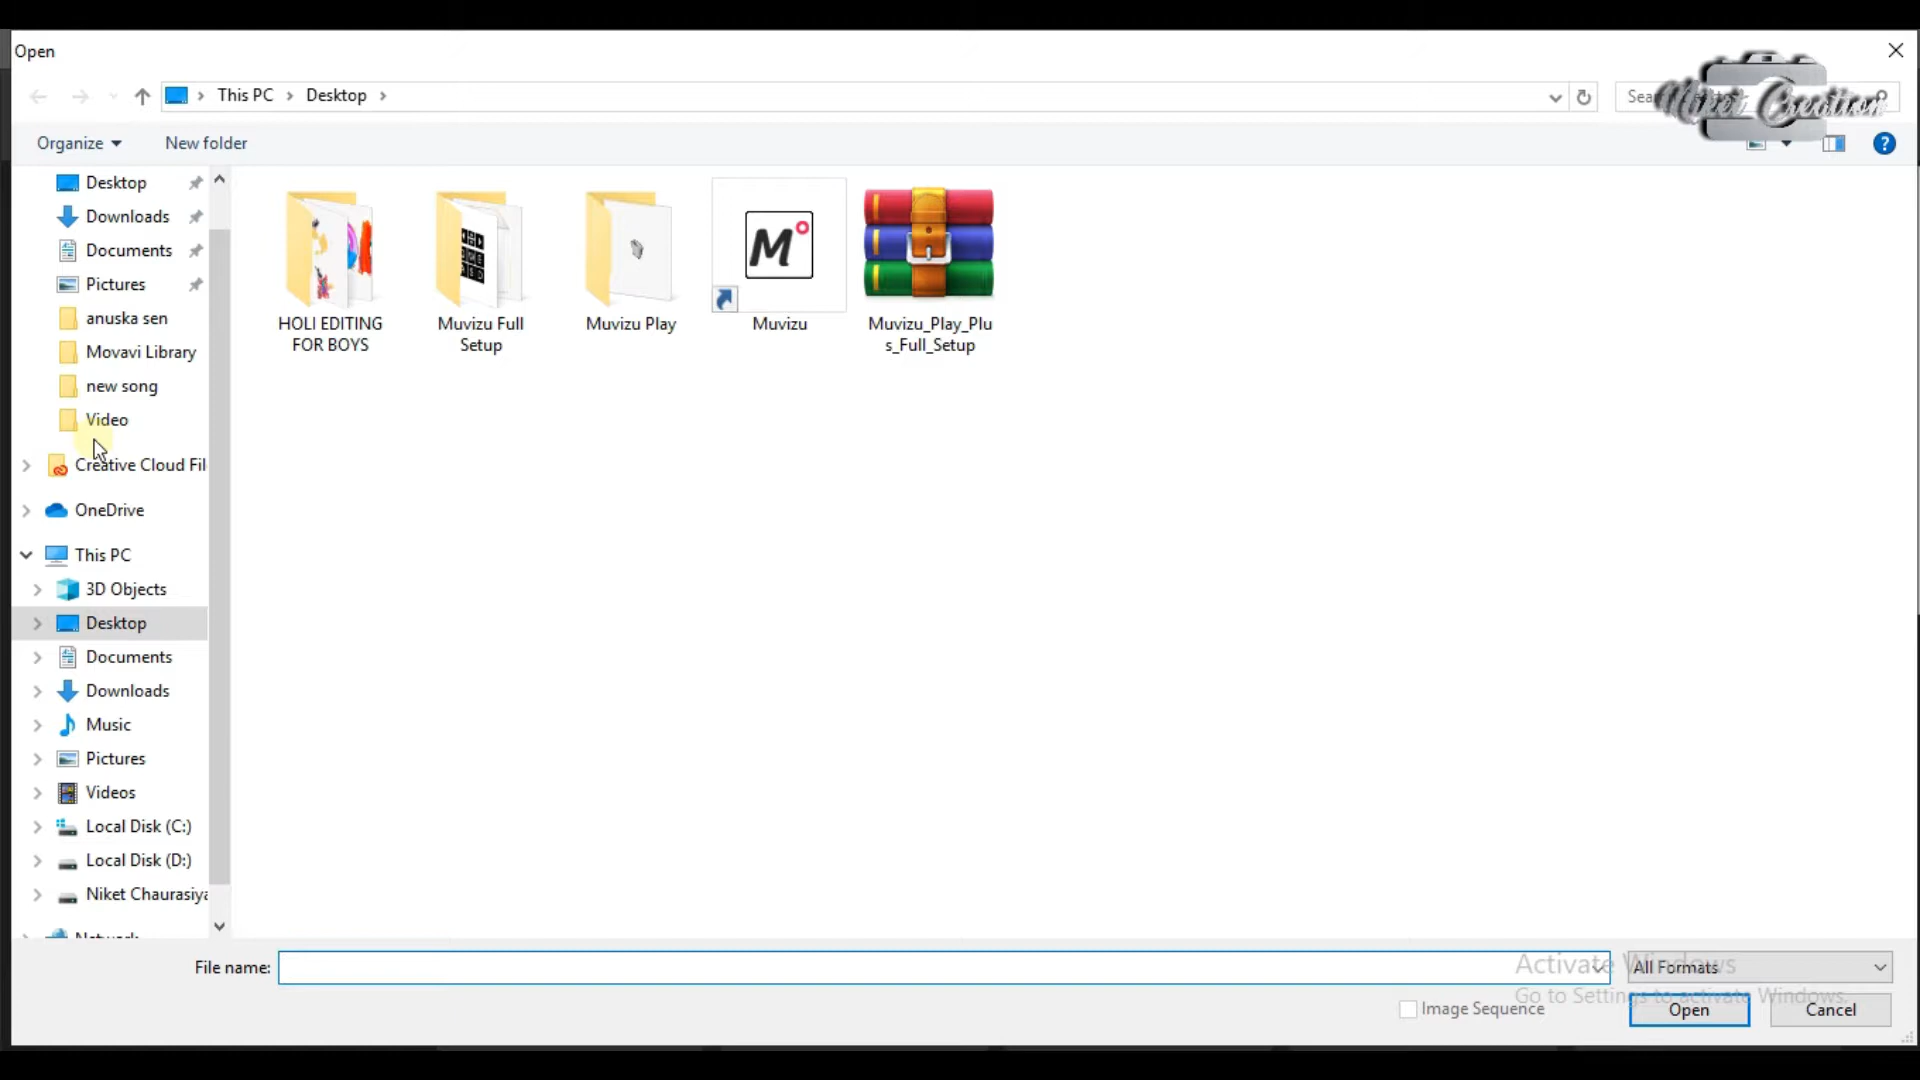 Open
This PC
Desktop
Creation
Organize
New folder
Desktop
Downloads
Documents
Pictures
anuska sen
Movavi Library
new song
Video
Creative Cloud Fil
OneDrive
This PC
3D Objects
Desktop
Documents
Downloads
Music
Pictures
Videos
Local Disk (C:)
Local Disk (D:)
Niket Chaurasiya
HOLI EDITING
FOR BOYS
Muvizu Full
Setup
Muvizu Play
M
Muvizu
Muvizu_Play_Plu
s_Full_Setup
File name:
All Formats
Activate Windows
Go to Settings to activate Windows.
Image Sequence
Open
Cancel